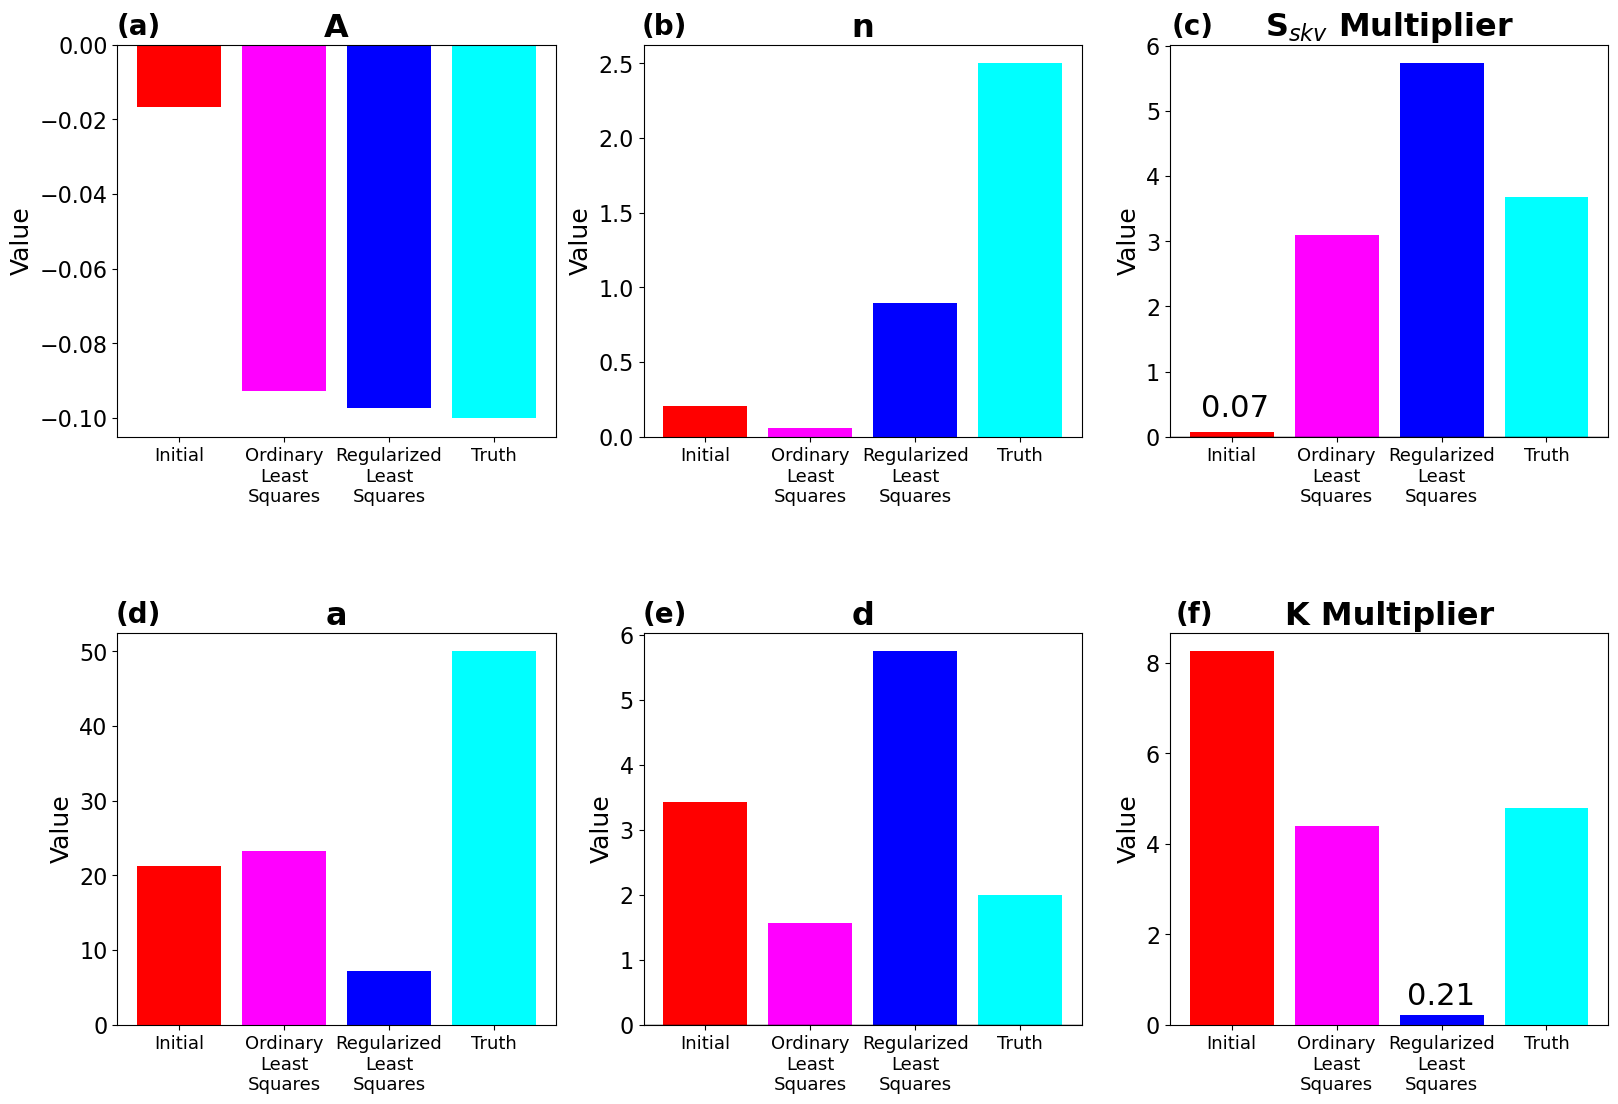 (a) A
0.00
−0.02
−0.04
−0.06
−0.08
−0.10
Value
Initial
Ordinary
Least
Squares
Regularized
Least
Squares
Truth
(b) n
2.5
2.0
1.5
1.0
0.5
0.0
Value
Initial
Ordinary
Least
Squares
Regularized
Least
Squares
Truth
(c) S_skv Multiplier
6
5
4
3
2
1
0
Value
0.07
Initial
Ordinary
Least
Squares
Regularized
Least
Squares
Truth
(d) a
50
40
30
20
10
0
Value
Initial
Ordinary
Least
Squares
Regularized
Least
Squares
Truth
(e) d
6
5
4
3
2
1
0
Value
Initial
Ordinary
Least
Squares
Regularized
Least
Squares
Truth
(f) K Multiplier
8
6
4
2
0
Value
0.21
Initial
Ordinary
Least
Squares
Regularized
Least
Squares
Truth